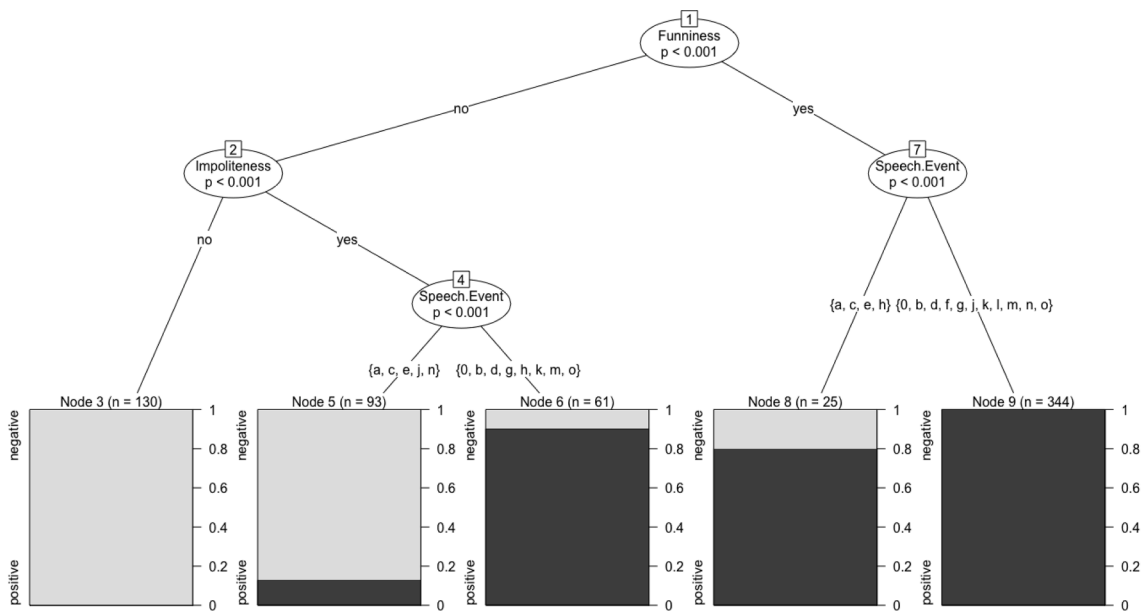 1
Funniness
p < 0.001
no
yes
2
Impoliteness
p < 0.001
7
Speech.Event
p < 0.001
no
yes
4
Speech.Event
p < 0.001
{a, c, e, h} {0, b, d, f, g, j, k, l, m, n, o}
{a, c, e, j, n} {0, b, d, g, h, k, m, o}
Node 3 (n = 130)
negative
positive
1
0.8
0.6
0.4
0.2
0
Node 5 (n = 93)
negative
positive
1
0.8
0.6
0.4
0.2
0
Node 6 (n = 61)
negative
positive
1
0.8
0.6
0.4
0.2
0
Node 8 (n = 25)
negative
positive
1
0.8
0.6
0.4
0.2
0
Node 9 (n = 344)
negative
positive
1
0.8
0.6
0.4
0.2
0